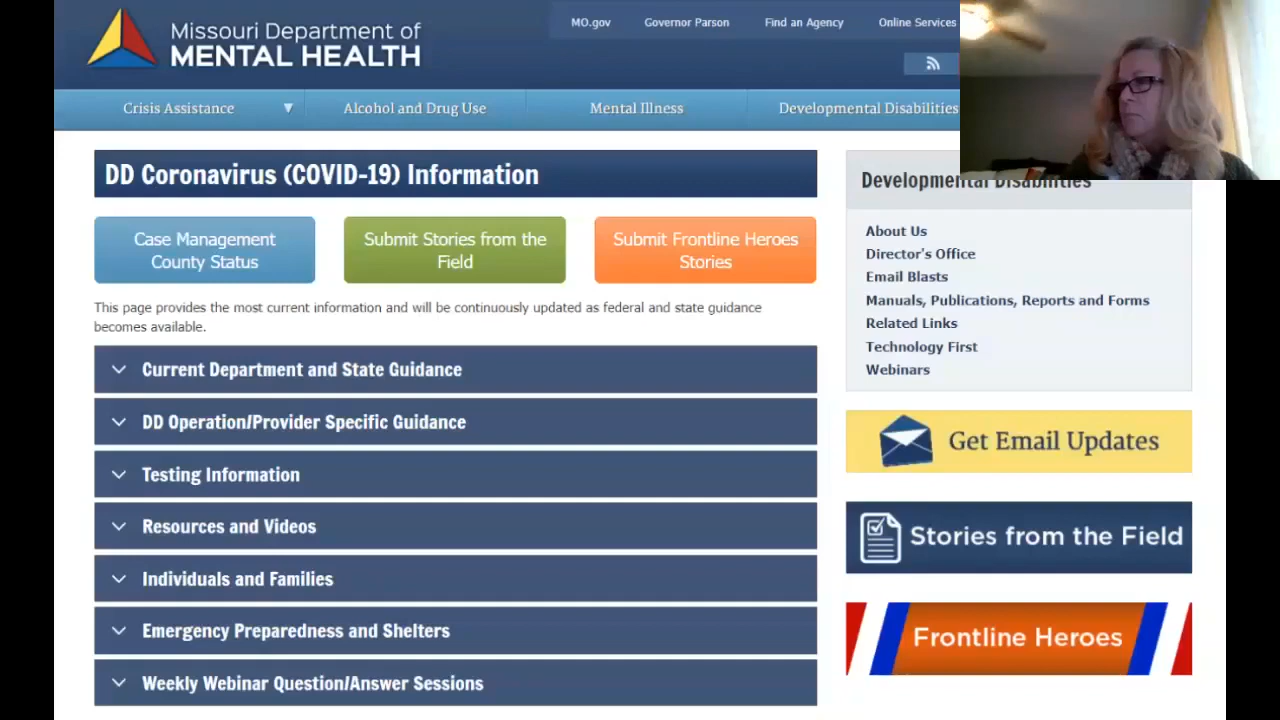 Missouri Department of
MENTAL HEALTH
MO.gov
Governor Parson
Find an Agency
Online Services
Crisis Assistance
Alcohol and Drug Use
Mental Illness
Developmental Disabilities
DD Coronavirus (COVID-19) Information
Case Management
County Status
Submit Stories from the
Field
Submit Frontline Heroes
Stories
This page provides the most current information and will be continuously updated as federal and state guidance
becomes available.
Current Department and State Guidance
DD Operation/Provider Specific Guidance
Testing Information
Resources and Videos
Individuals and Families
Emergency Preparedness and Shelters
Weekly Webinar Question/Answer Sessions
Developmental Disabilities
About Us
Director's Office
Email Blasts
Manuals, Publications, Reports and Forms
Related Links
Technology First
Webinars
Get Email Updates
Stories from the Field
Frontline Heroes